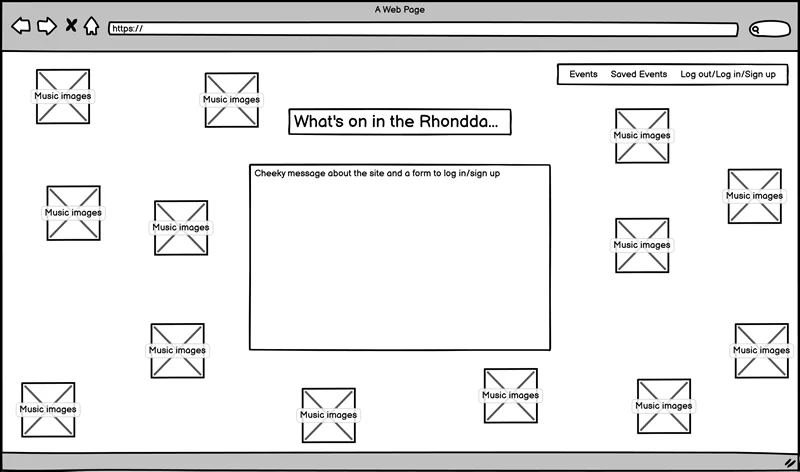 A Web Page
https://
Events Saved Events Log out/Log in/Sign up
Music images
Music images
What's on in the Rhondda...
Music images
Cheeky message about the site and a form to log in/sign up
Music images
Music images
Music images
Music images
Music images
Music images
Music images
Music images
Music images
Music images